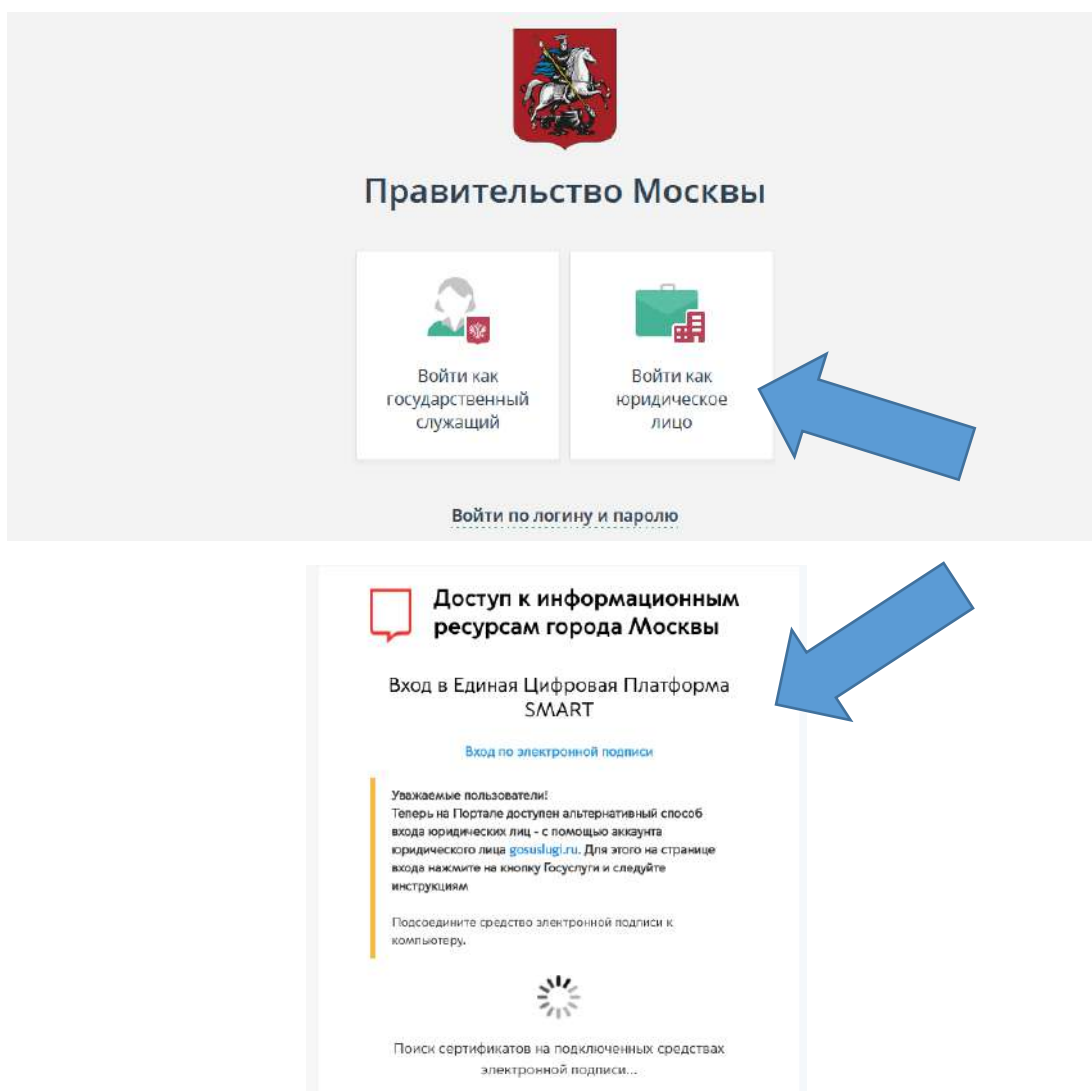 Правительство Москвы
Войти как
государственный
служащий
Войти как
юридическое
лицо
Войти по логину и паролю
Доступ к информационным
ресурсам города Москвы
Вход в Единая Цифровая Платформа
SMART
Вход по электронной подписи
Уважаемые пользователи!
Теперь на Портале доступен альтернативный способ
входа юридических лиц - с помощью аккаунта
юридического лица gosuslugi.ru. Для этого на странице
входа нажмите на кнопку Госуслуги и следуйте
инструкциям
Подсоедините средство электронной подписи к
компьютеру.
Поиск сертификатов на подключенных средствах
электронной подписи...